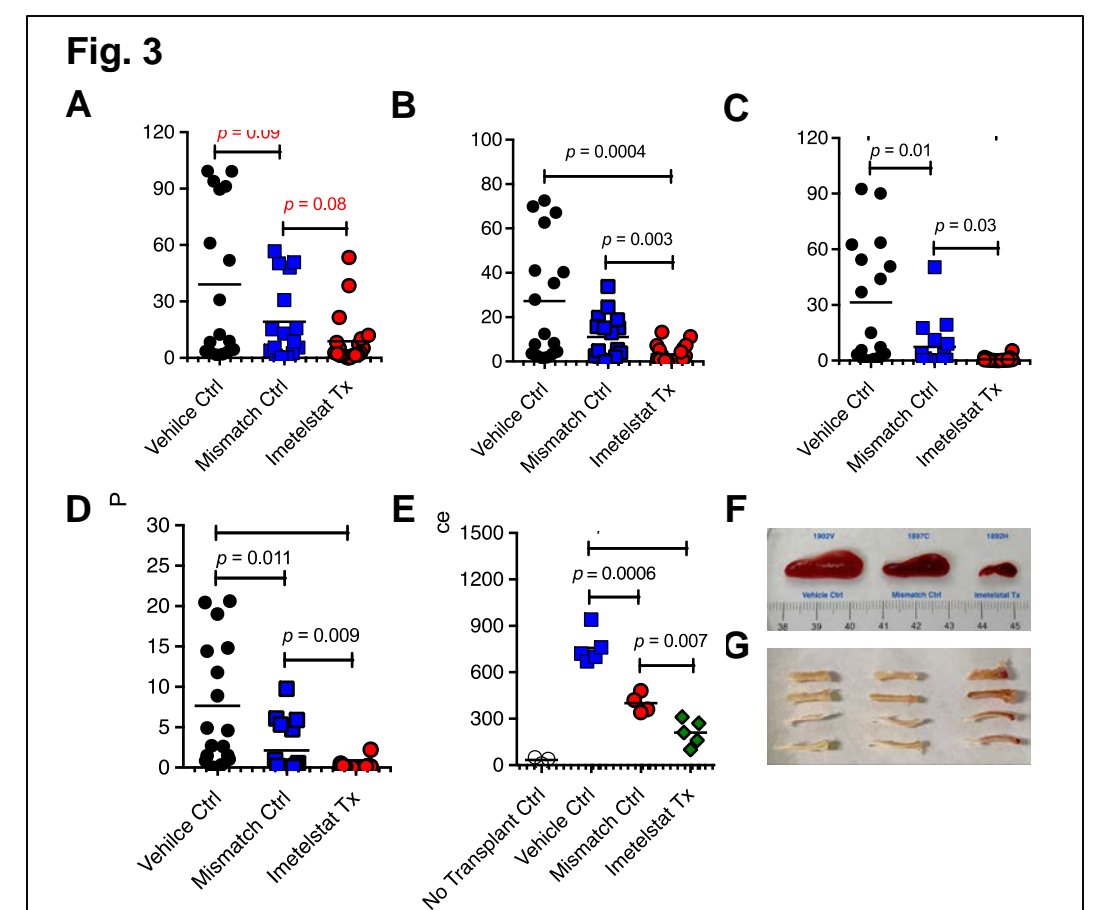 Fig. 3
A
120
90
60
30
0
p = 0.09
p = 0.08
Vehilce Ctrl
Mismatch Ctrl
Imetelstat Tx
B
100
80
60
40
20
0
p = 0.0004
p = 0.003
Vehilce Ctrl
Mismatch Ctrl
Imetelstat Tx
C
120
90
60
30
0
p = 0.01
p = 0.03
Vehilce Ctrl
Mismatch Ctrl
Imetelstat Tx
D
P
30
25
20
15
10
5
0
p = 0.011
p = 0.009
Vehilce Ctrl
Mismatch Ctrl
Imetelstat Tx
E
ce
1500
1200
900
600
300
0
p = 0.0006
p = 0.007
No Transplant Ctrl
Vehicle Ctrl
Mismatch Ctrl
Imetelstat Tx
F
1902V 1897C 1892H
Vehicle Ctrl Mismatch Ctrl Imetelstat Tx
38 39 40 41 42 43 44 45
G